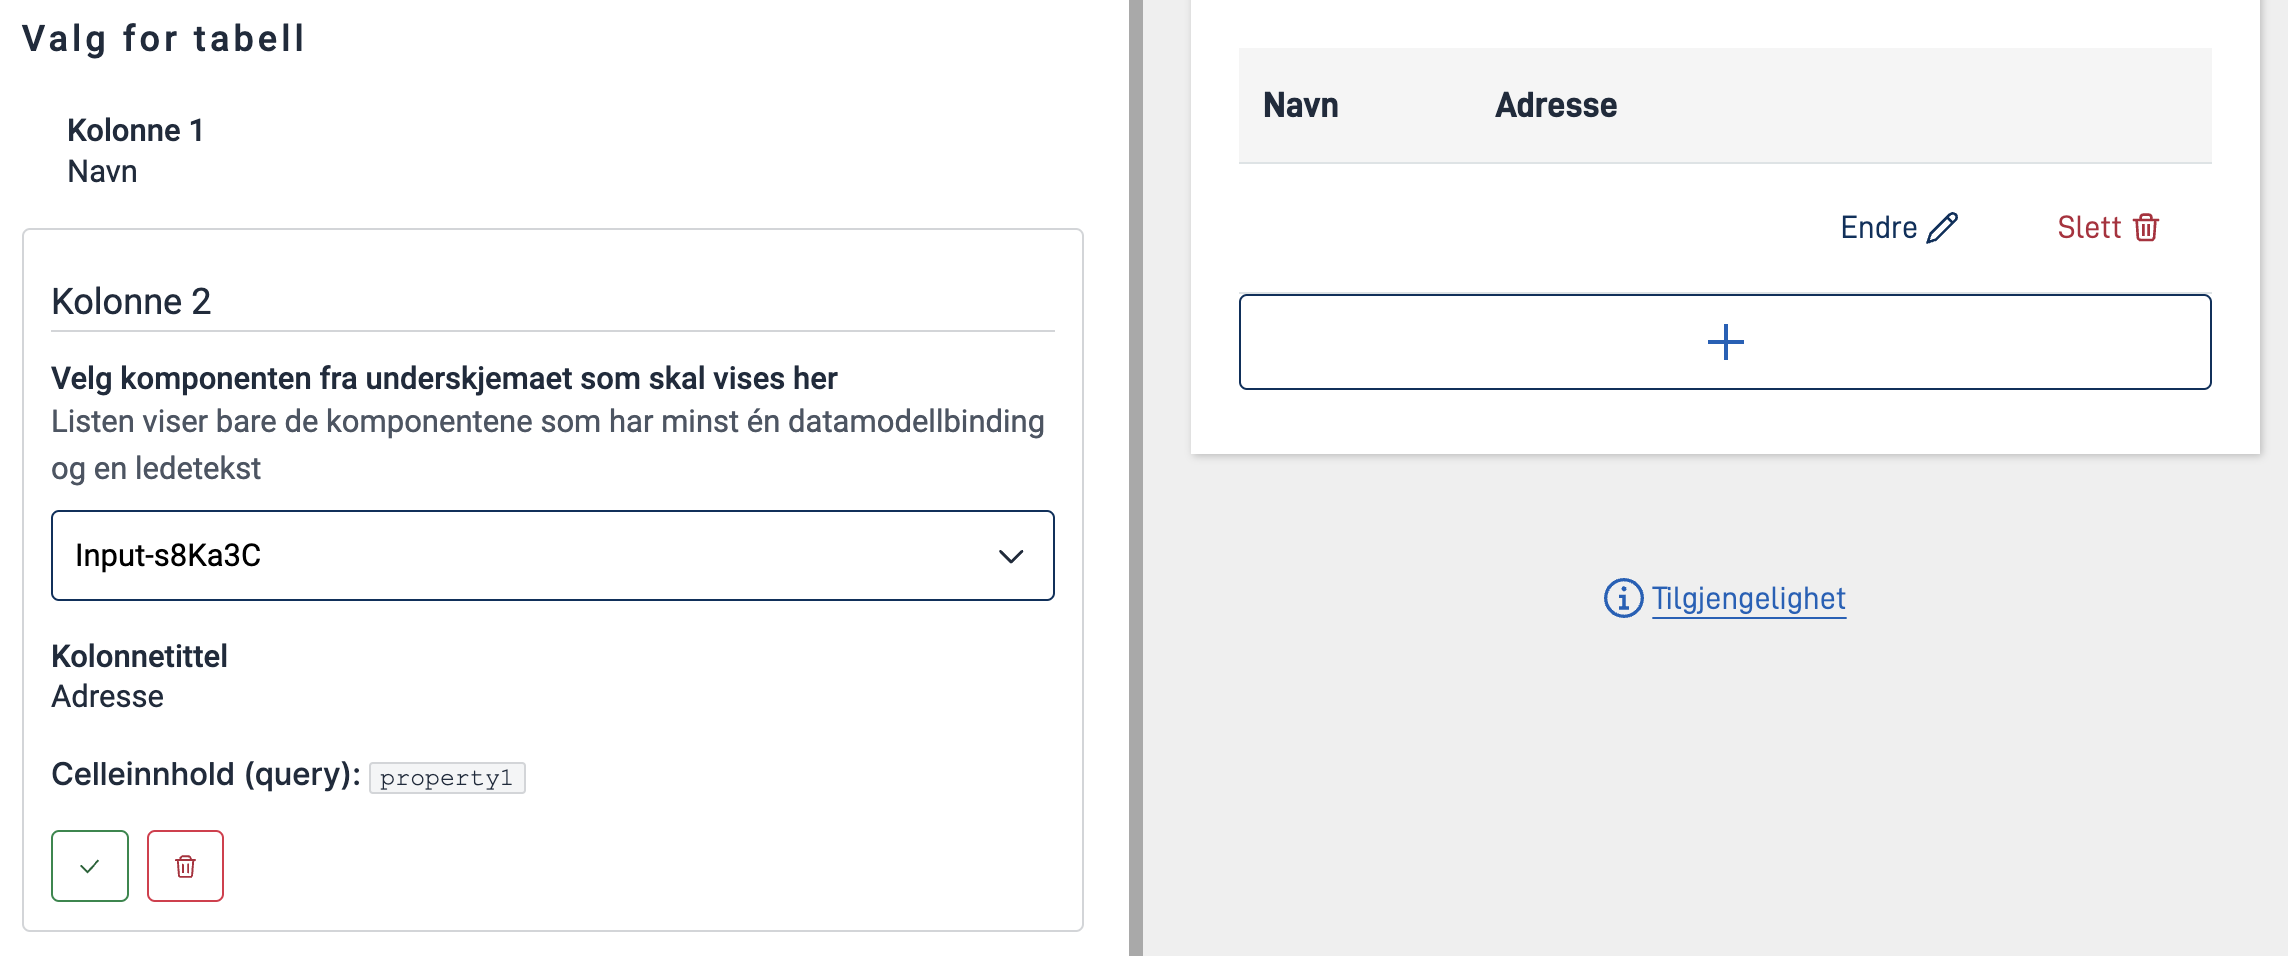 Valg for tabell
Kolonne 1
Navn
Kolonne 2
Velg komponenten fra underskjemaet som skal vises her
Listen viser bare de komponentene som har minst én datamodellbinding
og en ledetekst
Input-s8Ka3C
Kolonnetittel
Adresse
Celleinnhold (query): property1
Navn Adresse
Endre Slett
Tilgjengelighet